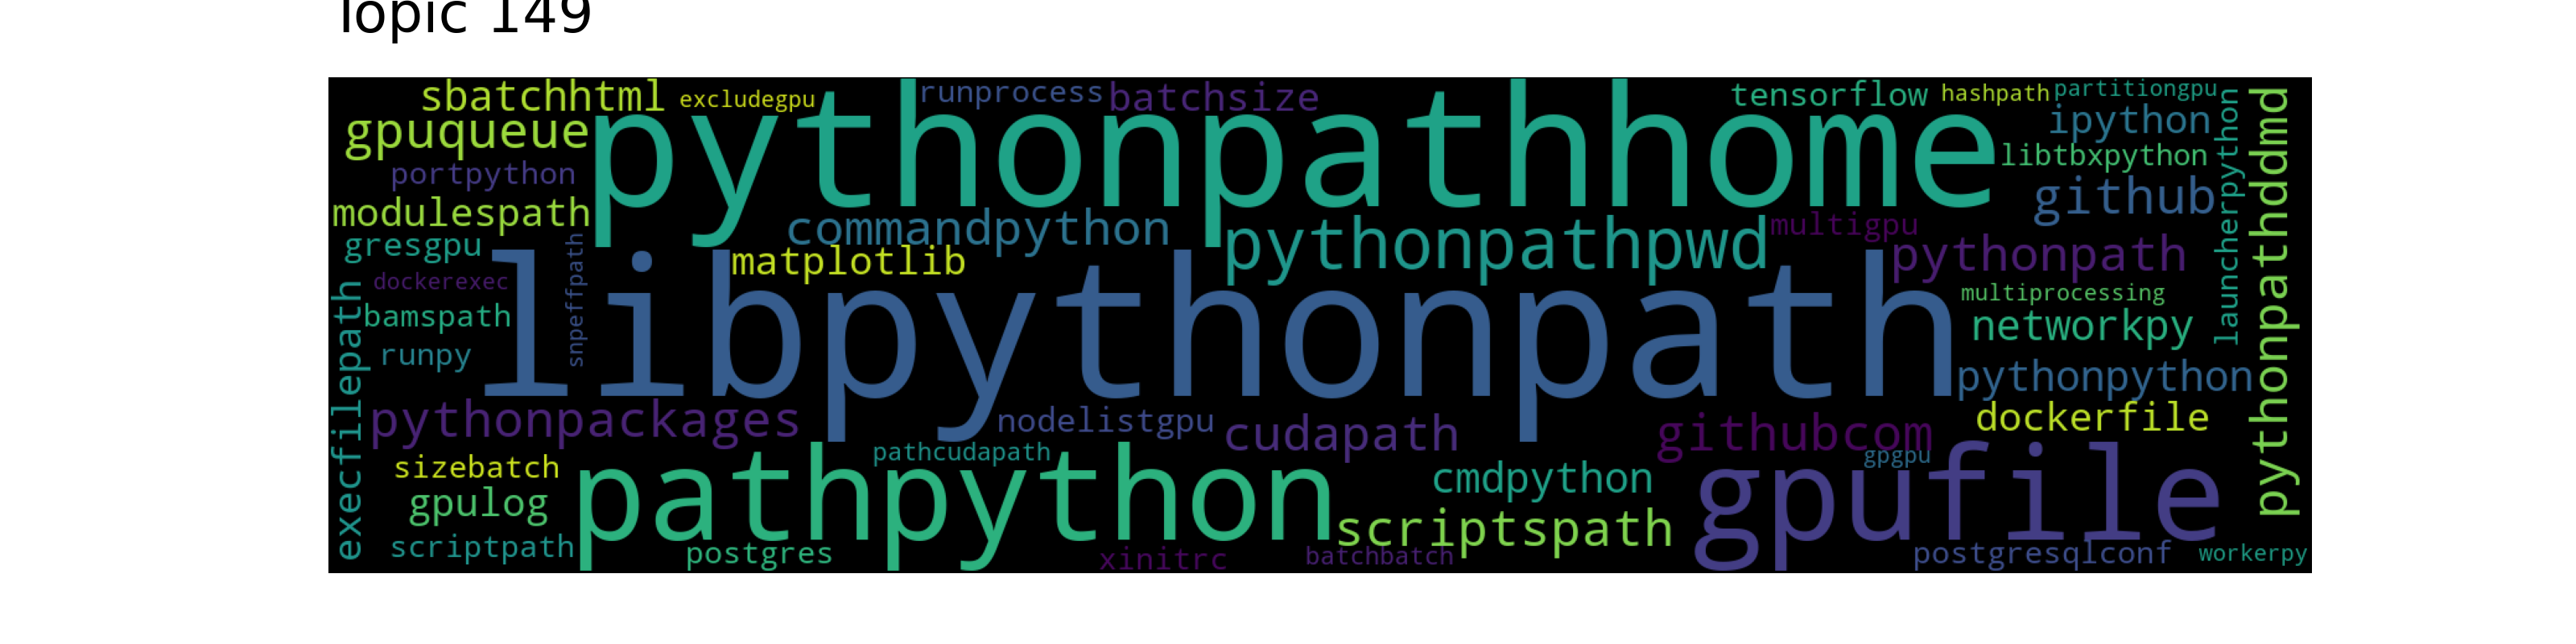 Topic 149
sbatchhtml
excludegpu
runprocess
batchsize
tensorflow
hashpath
partitiongpu
gpuqueue
pythonpathhome
ipython
portpython
libtbxpython
modulespath
commandpython
pythonpathpwd
multigpu
github
launcherpython
pythonpathddmd
gresgpu
snpeffpath
matplotlib
pythonpath
dockerexec
libpythonpath
multiprocessing
bamspath
networkpy
execfilepath
runpy
pythonpython
pythonpackages
nodelistgpu
cudapath
githubcom
dockerfile
sizebatch
pathcudapath
gpgpu
gpulog
pathpython
cmdpython
gpufile
scriptspath
scriptpath
postgres
xinitrc
batchbatch
postgresqlconf
workerpy